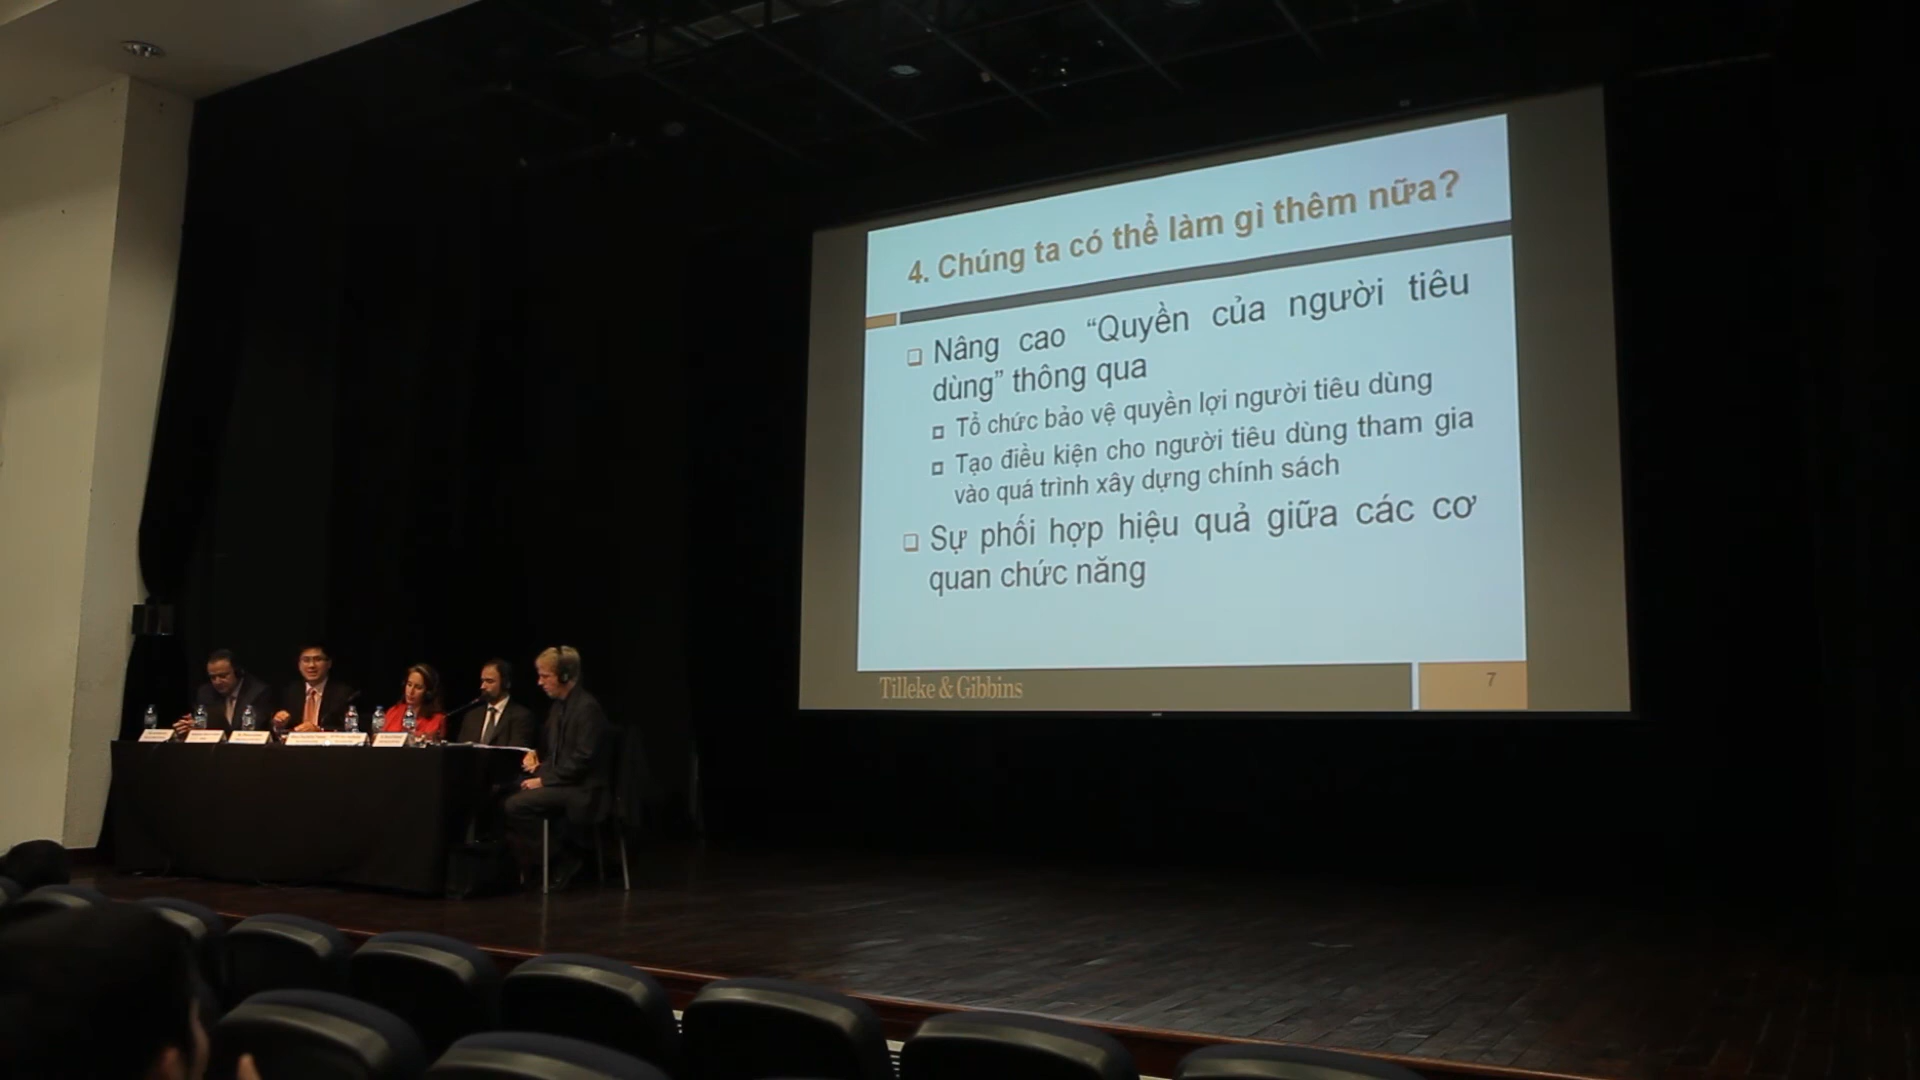 4. Chúng ta có thể làm gì thêm nữa?
Nâng cao “Quyền của người tiêu
dùng” thông qua
Tổ chức bảo vệ quyền lợi người tiêu dùng
Tạo điều kiện cho người tiêu dùng tham gia
vào quá trình xây dựng chính sách
Sự phối hợp hiệu quả giữa các cơ
quan chức năng
Tilleke & Gibbins
7